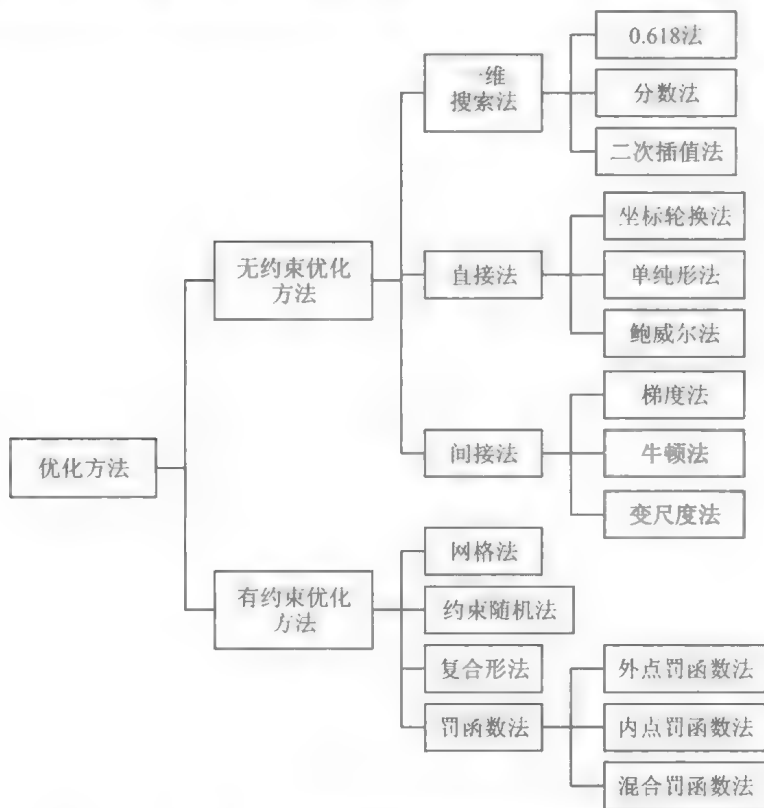 0.618法
一维
搜索法
分数法
二次插值法
坐标轮换法
无约束优化
方法
直接法
单纯形法
鲍威尔法
梯度法
优化方法
间接法
牛顿法
变尺度法
网格法
有约束优化
方法
约束随机法
复合形法
外点罚函数法
罚函数法
内点罚函数法
混合罚函数法